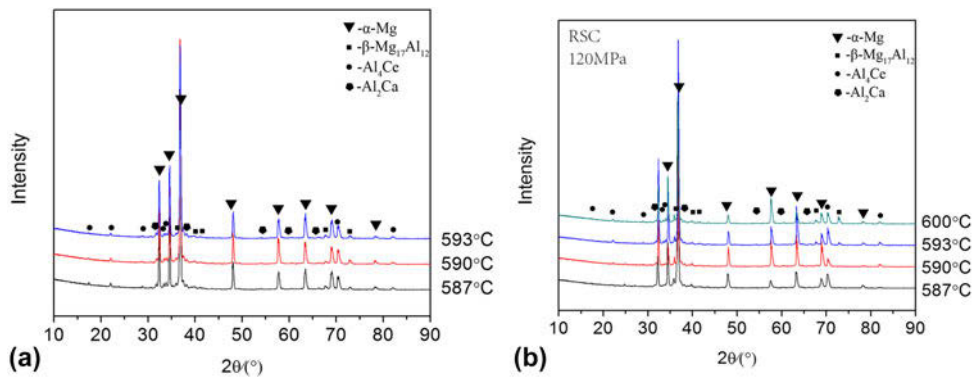 -α-Mg
-β-Mg17Al12
-Al4Ce
-Al2Ca
Intensity
593°C
590°C
587°C
10 20 30 40 50 60 70 80 90
(a)
2θ/(°)
RSC
120MPa
-α-Mg
-β-Mg17Al12
-Al4Ce
-Al2Ca
Intensity
600°C
593°C
590°C
587°C
10 20 30 40 50 60 70 80 90
(b)
2θ/(°)